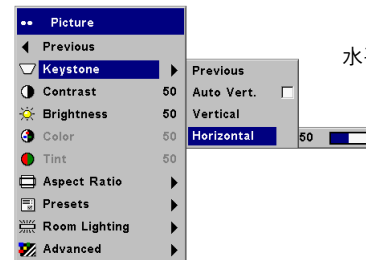 Picture
Previous
Keystone
Contrast 50
Brightness 50
Color 50
Tint 50
Aspect Ratio
Presets
Room Lighting
Advanced
Previous
Auto Vert.
Vertical
Horizontal 50
水